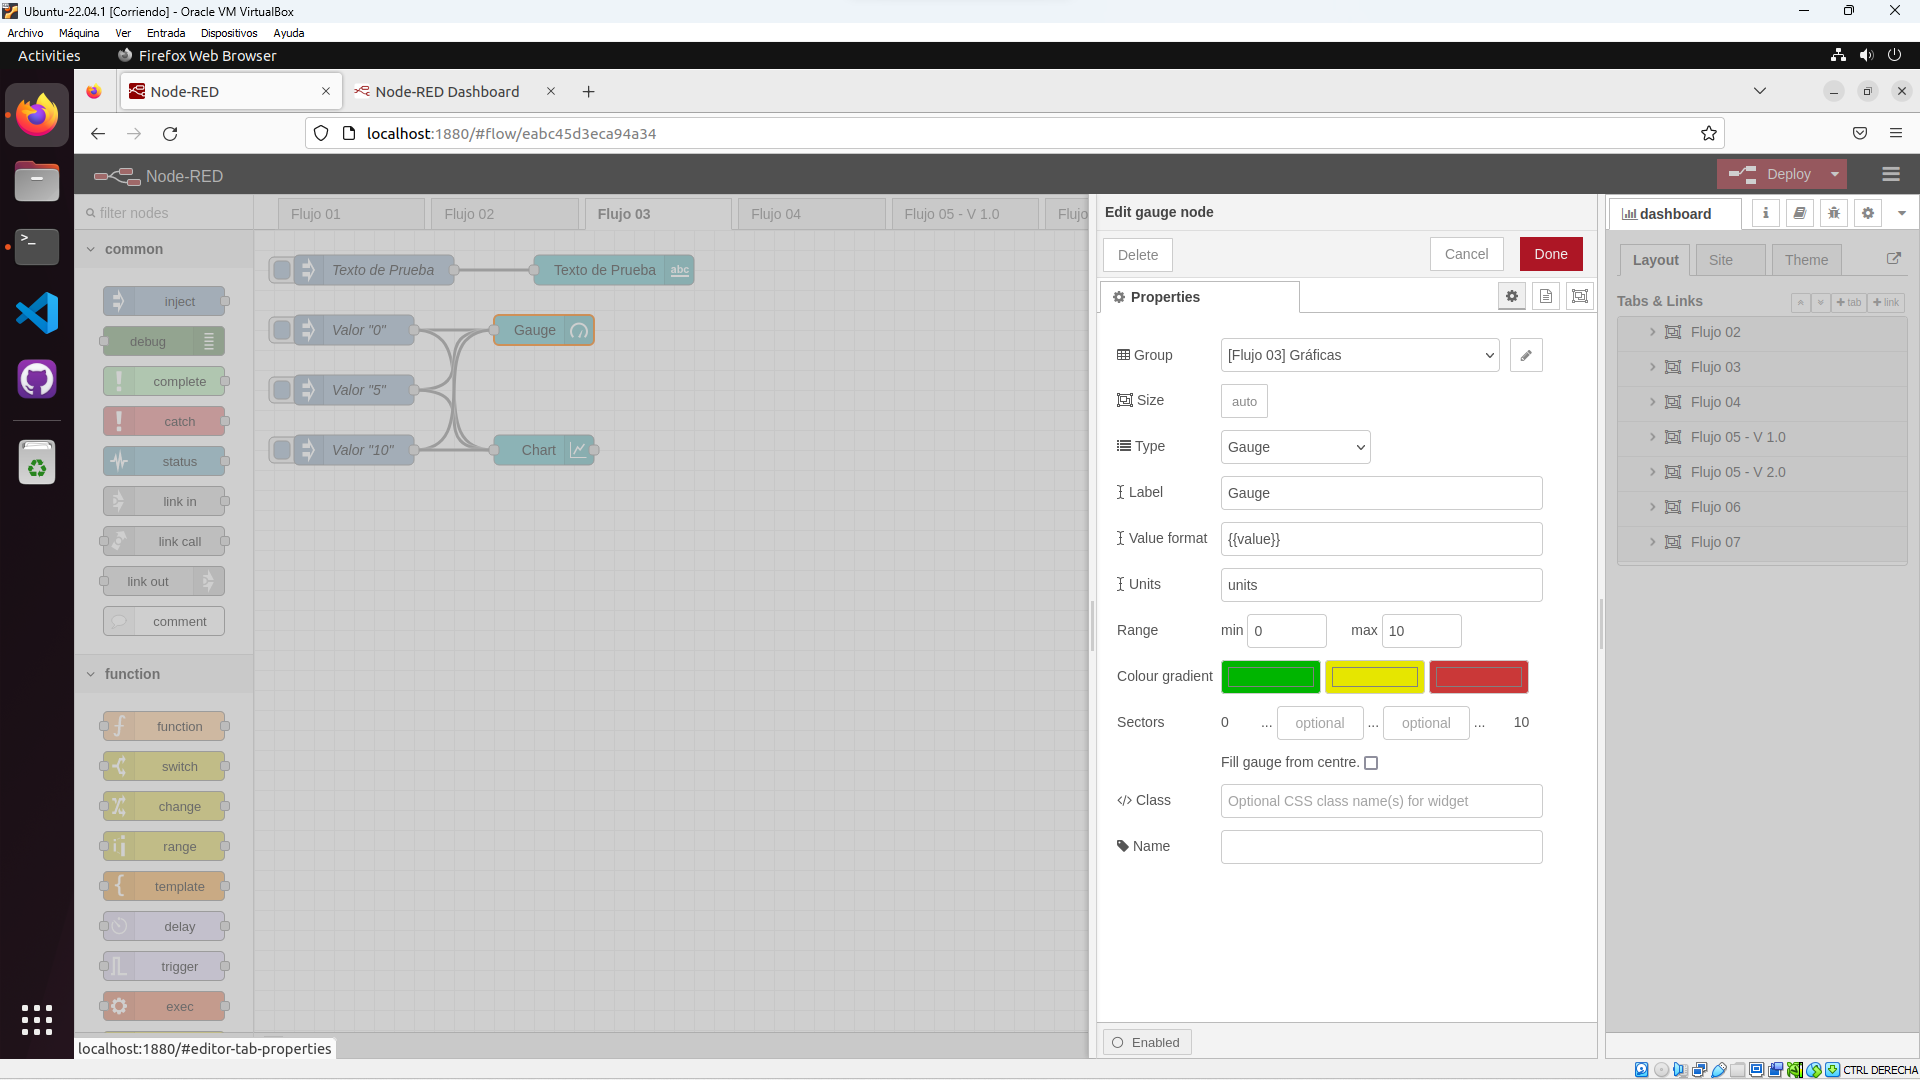 Ubuntu-22.04.1 [Corriendo] - Oracle VM VirtualBox
Archivo Máquina Ver Entrada Dispositivos Ayuda
Activities Firefox Web Browser
Node-RED Node-RED Dashboard
localhost:1880/#flow/eabc45d3eca94a34
Node-RED Deploy
filter nodes
Flujo 01 Flujo 02 Flujo 03 Flujo 04 Flujo 05 - V 1.0 Flujo
common
inject
debug
complete
catch
status
link in
link call
link out
comment
function
function
switch
change
range
template
delay
trigger
exec
Texto de Prueba Texto de Prueba abc
Valor "0" Gauge
Valor "5"
Valor "10" Chart
Edit gauge node
Delete Cancel Done
Properties
Group [Flujo 03] Gráficas
Size auto
Type Gauge
Label Gauge
Value format {{value}}
Units units
Range min 0 max 10
Colour gradient
Sectors 0 ... optional ... optional ... 10
Fill gauge from centre.
</> Class Optional CSS class name(s) for widget
Name
Enabled
dashboard
Layout Site Theme
Tabs & Links + tab + link
Flujo 02
Flujo 03
Flujo 04
Flujo 05 - V 1.0
Flujo 05 - V 2.0
Flujo 06
Flujo 07
localhost:1880/#editor-tab-properties
CTRL DERECHA